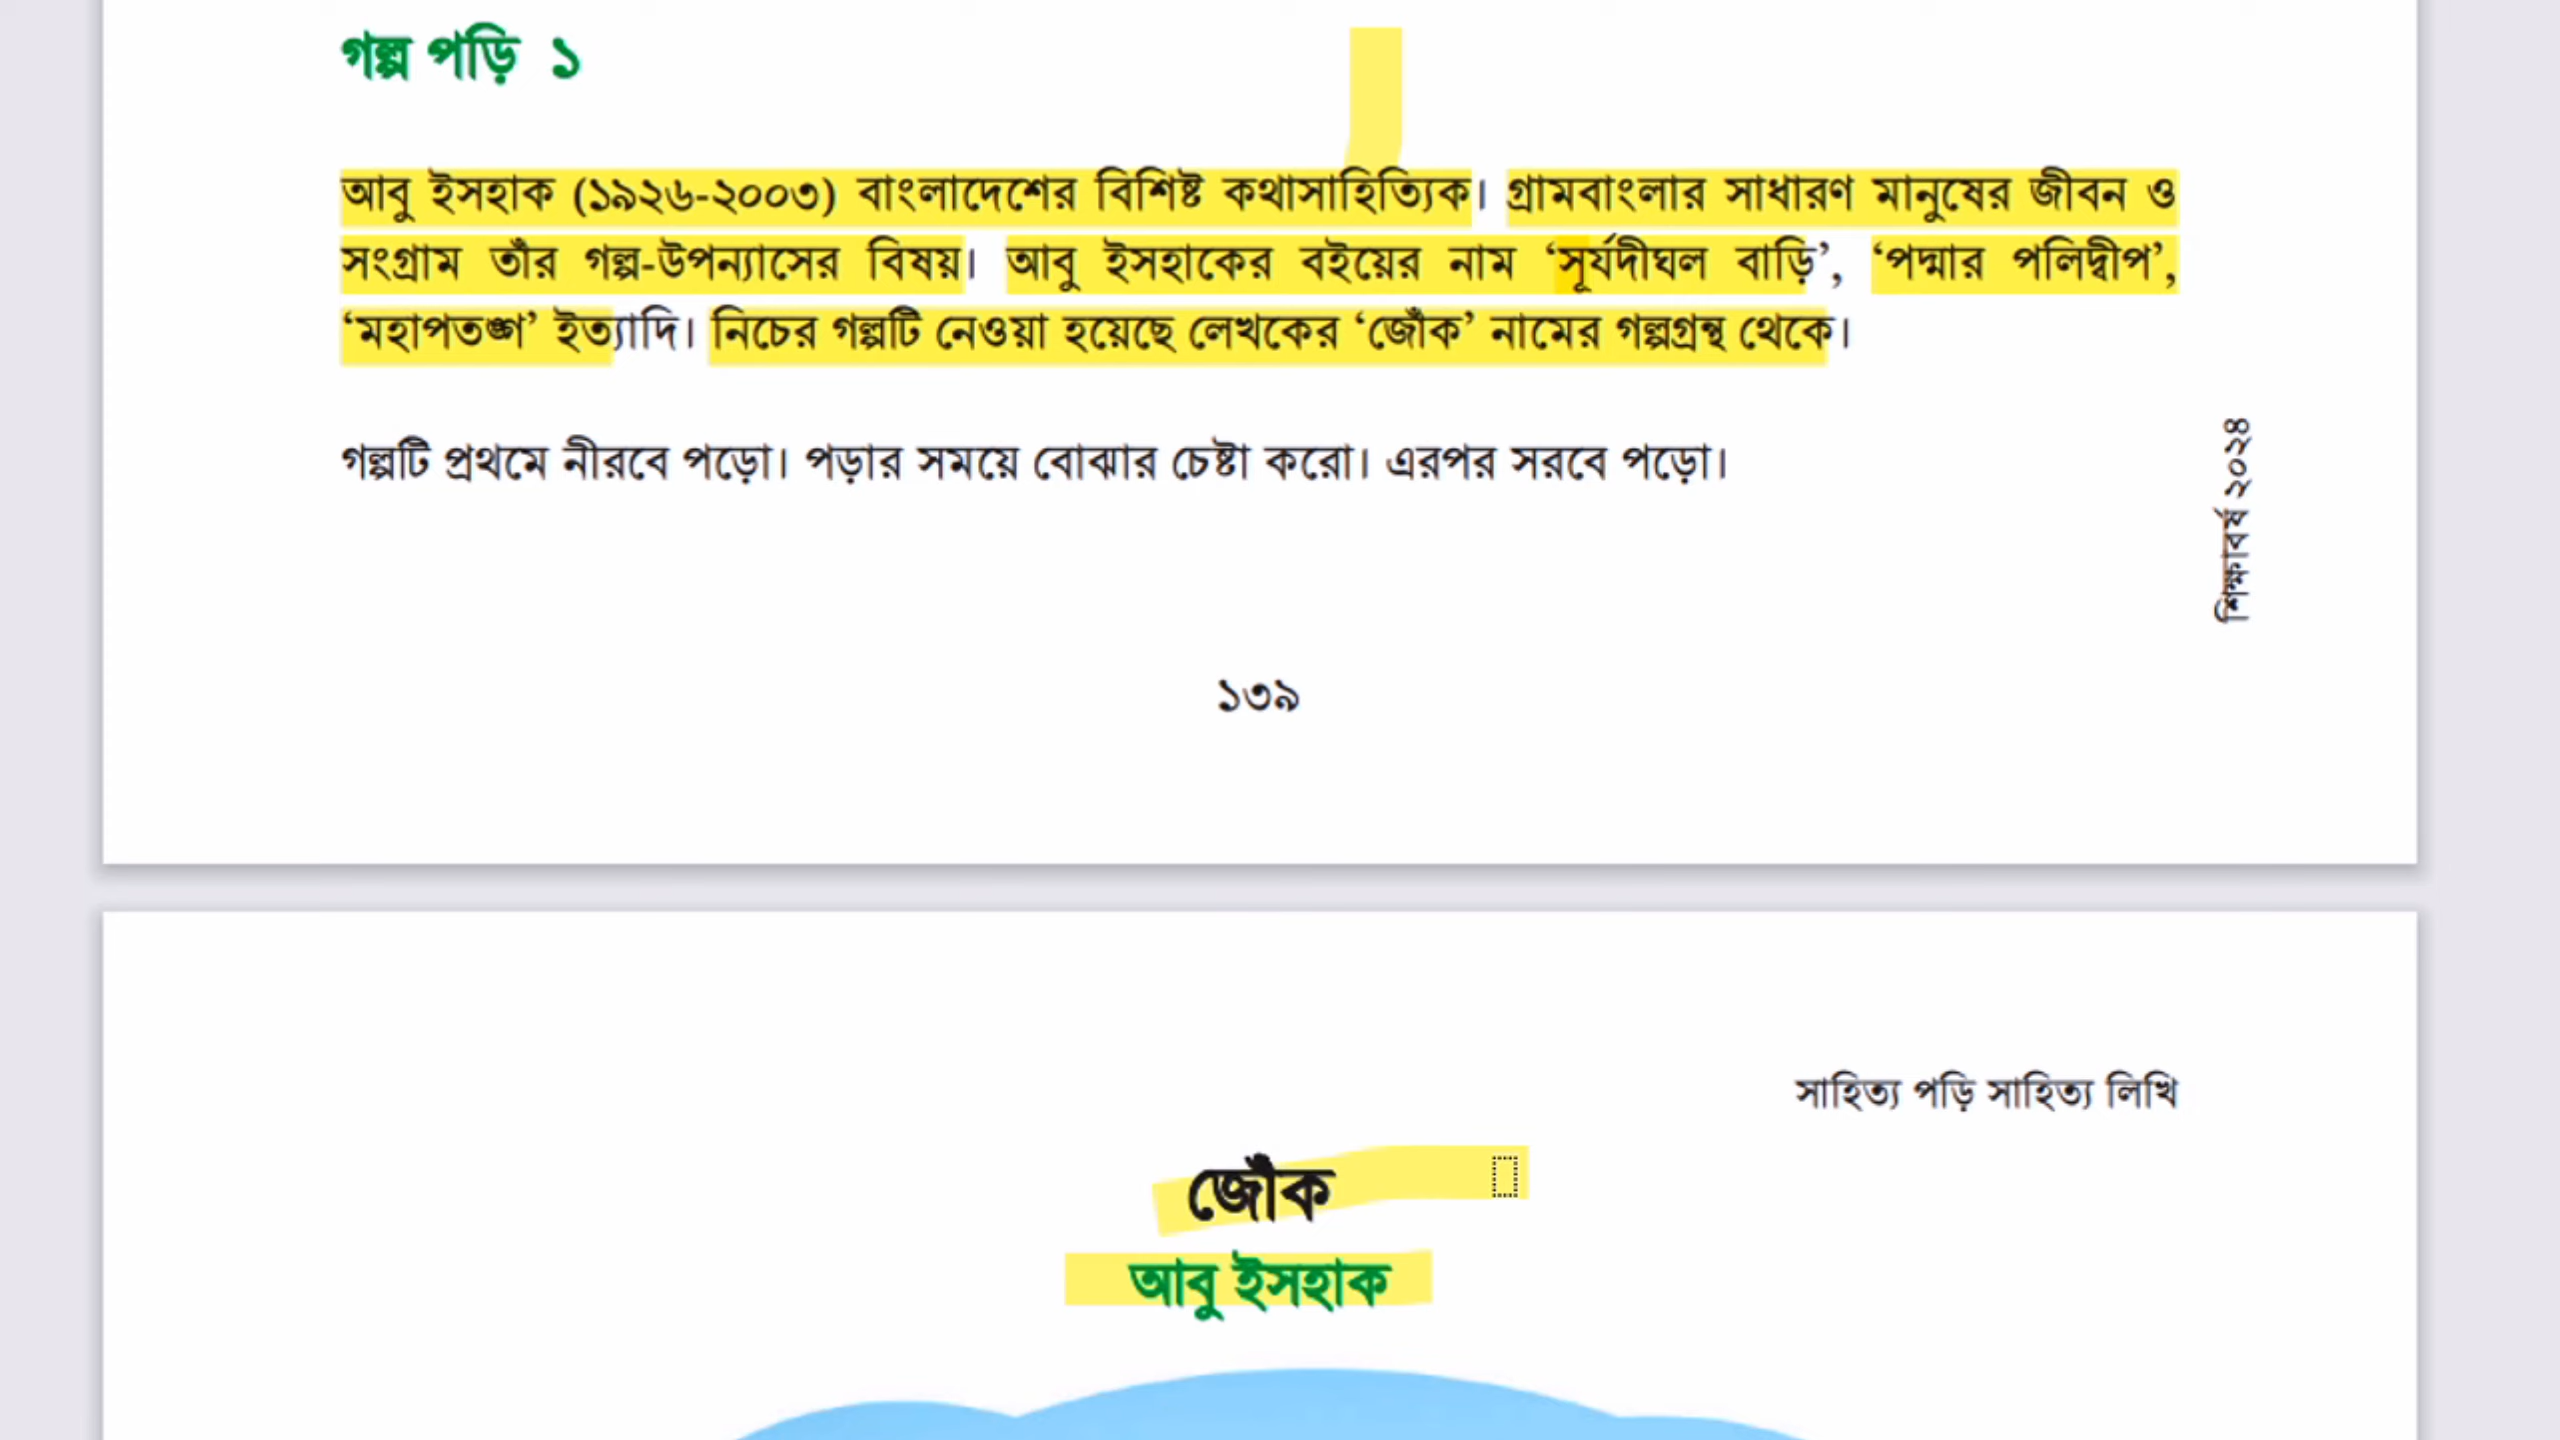 গল্প পড়ি ১
আবু ইসহাক (১৯২৬-২০০৩) বাংলাদেশের বিশিষ্ট কথাসাহিত্যিক। গ্রামবাংলার সাধারণ মানুষের জীবন ও
সংগ্রাম তাঁর গল্প-উপন্যাসের বিষয়। আবু ইসহাকের বইয়ের নাম ‘সূর্যদীঘল বাড়ি’, ‘পদ্মার পলিদ্বীপ’,
‘মহাপতঙ্গ’ ইত্যাদি। নিচের গল্পটি নেওয়া হয়েছে লেখকের ‘জোঁক’ নামের গল্পগ্রন্থ থেকে।
গল্পটি প্রথমে নীরবে পড়ো। পড়ার সময়ে বোঝার চেষ্টা করো। এরপর সরবে পড়ো।
শিক্ষাবর্ষ ২০২৪
১৩৯
সাহিত্য পড়ি সাহিত্য লিখি
জোঁক
আবু ইসহাক